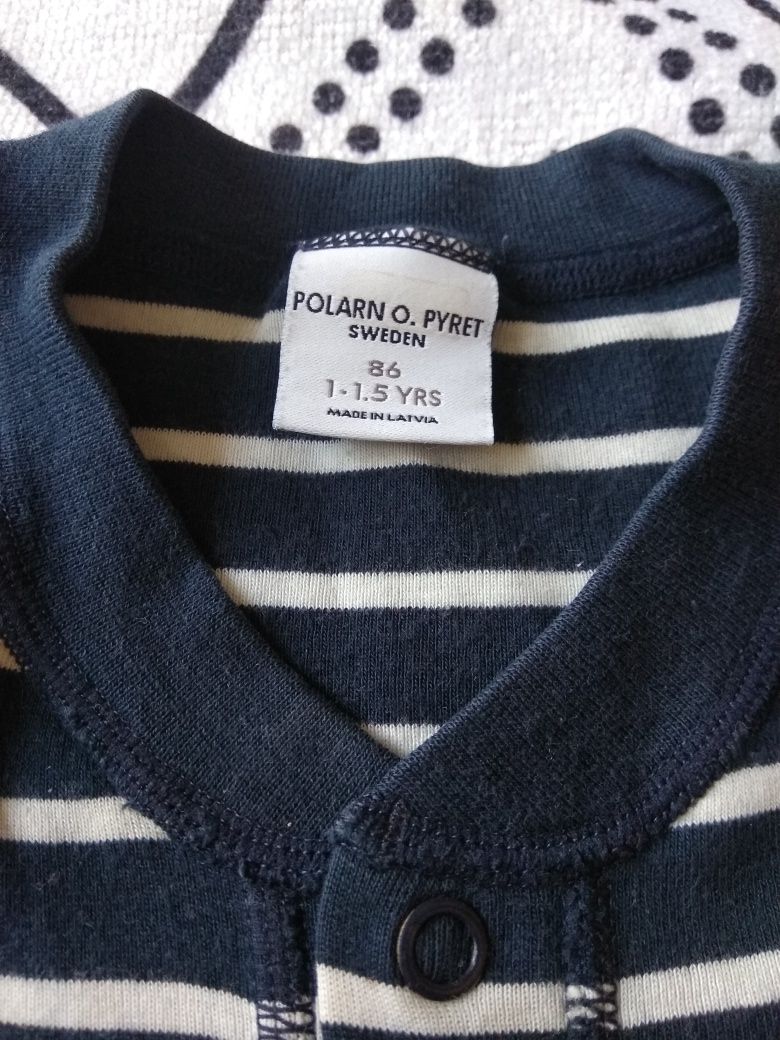 POLARN O. PYRET
SWEDEN
86
1-1.5 YRS
MADE IN LATVIA